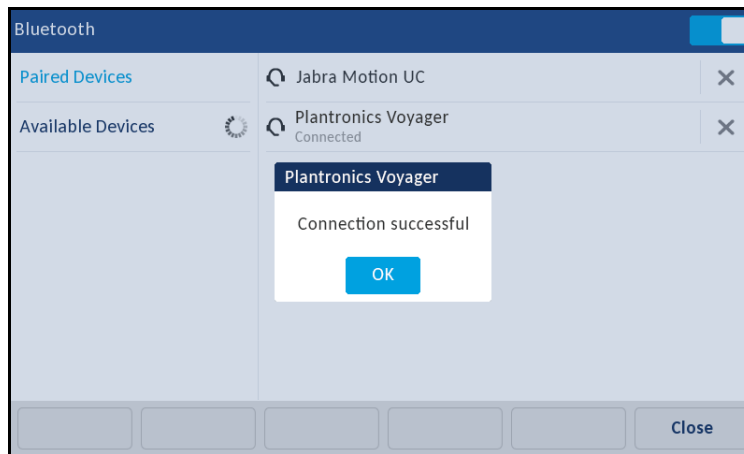 Bluetooth
Paired Devices
Jabra Motion UC
Available Devices
Plantronics Voyager
Connected
Plantronics Voyager
Connection successful
OK
Close